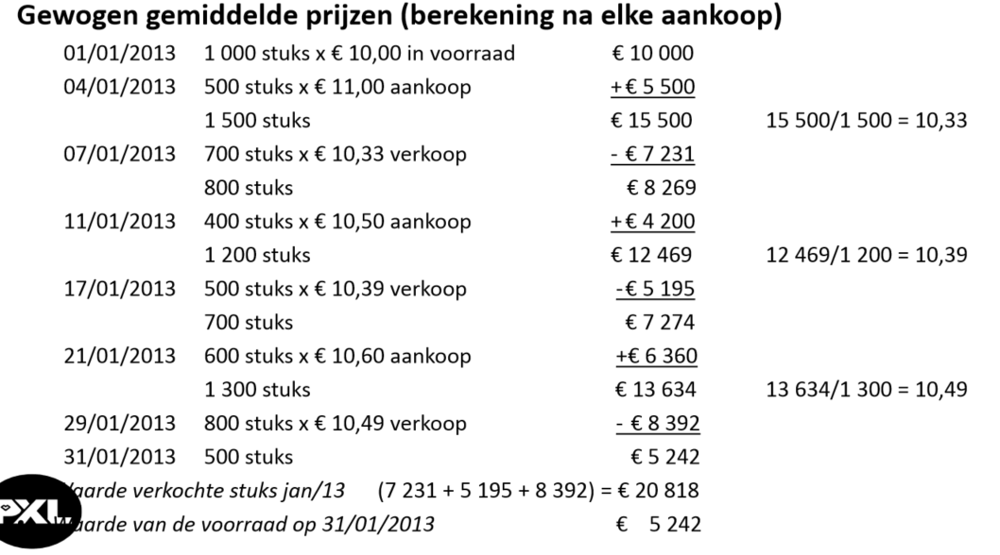 Gewogen gemiddelde prijzen (berekening na elke aankoop)
01/01/2013 1 000 stuks x € 10,00 in voorraad € 10 000
04/01/2013 500 stuks x € 11,00 aankoop +€ 5 500
1 500 stuks € 15 500 15 500/1 500 = 10,33
07/01/2013 700 stuks x € 10,33 verkoop - € 7 231
800 stuks € 8 269
11/01/2013 400 stuks x € 10,50 aankoop +€ 4 200
1 200 stuks € 12 469 12 469/1 200 = 10,39
17/01/2013 500 stuks x € 10,39 verkoop -€ 5 195
700 stuks € 7 274
21/01/2013 600 stuks x € 10,60 aankoop +€ 6 360
1 300 stuks € 13 634 13 634/1 300 = 10,49
29/01/2013 800 stuks x € 10,49 verkoop - € 8 392
31/01/2013 500 stuks € 5 242
Waarde verkochte stuks jan/13 (7 231 + 5 195 + 8 392) = € 20 818
Waarde van de voorraad op 31/01/2013 € 5 242
PXL